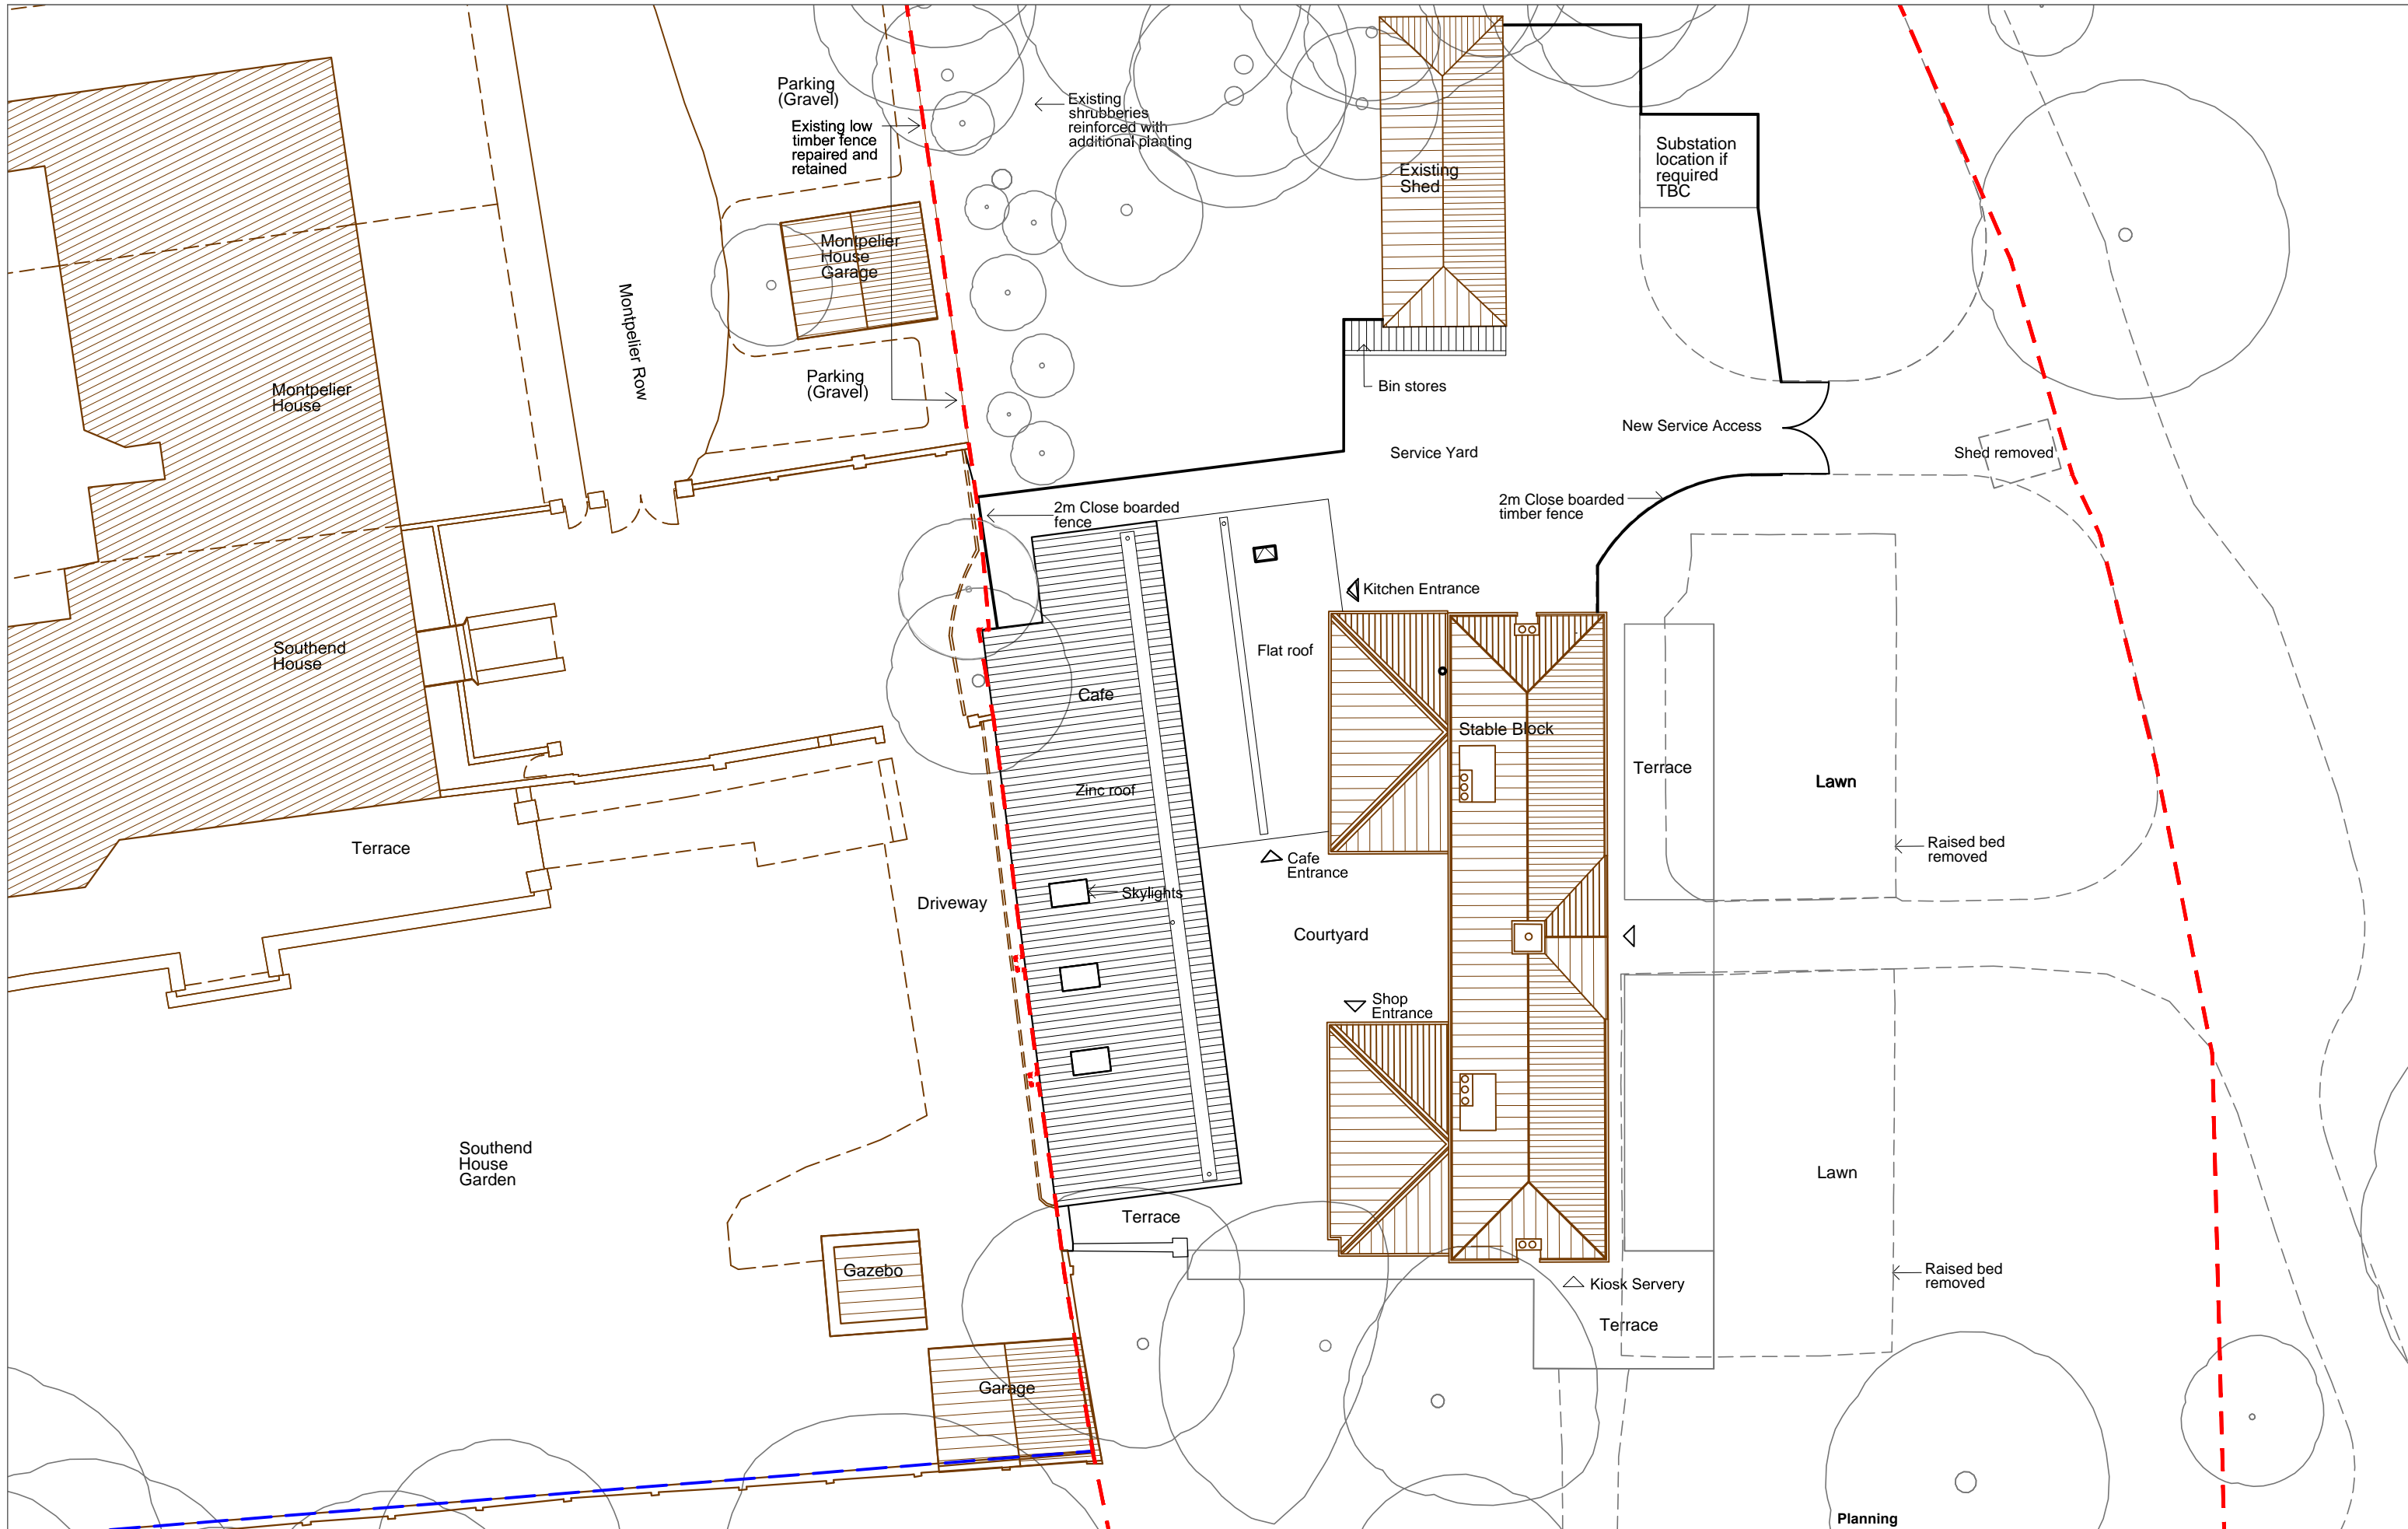 Parking
(Gravel)
Existing low
timber fence
repaired and
retained
Existing
shrubberies
reinforced with
additional planting
Existing
Shed
Substation
location if
required
TBC
Montpelier
House
Garage
Montpelier Row
Montpelier
House
Parking
(Gravel)
Bin stores
New Service Access
Service Yard
Shed removed
2m Close boarded
fence
2m Close boarded
timber fence
Kitchen Entrance
Southend
House
Flat roof
Cafe
Stable Block
Terrace
Lawn
Zinc roof
Terrace
Cafe
Entrance
Raised bed
removed
Skylights
Driveway
Courtyard
Shop
Entrance
Southend
House
Garden
Lawn
Terrace
Gazebo
Kiosk Servery
Raised bed
removed
Terrace
Garage
Planning